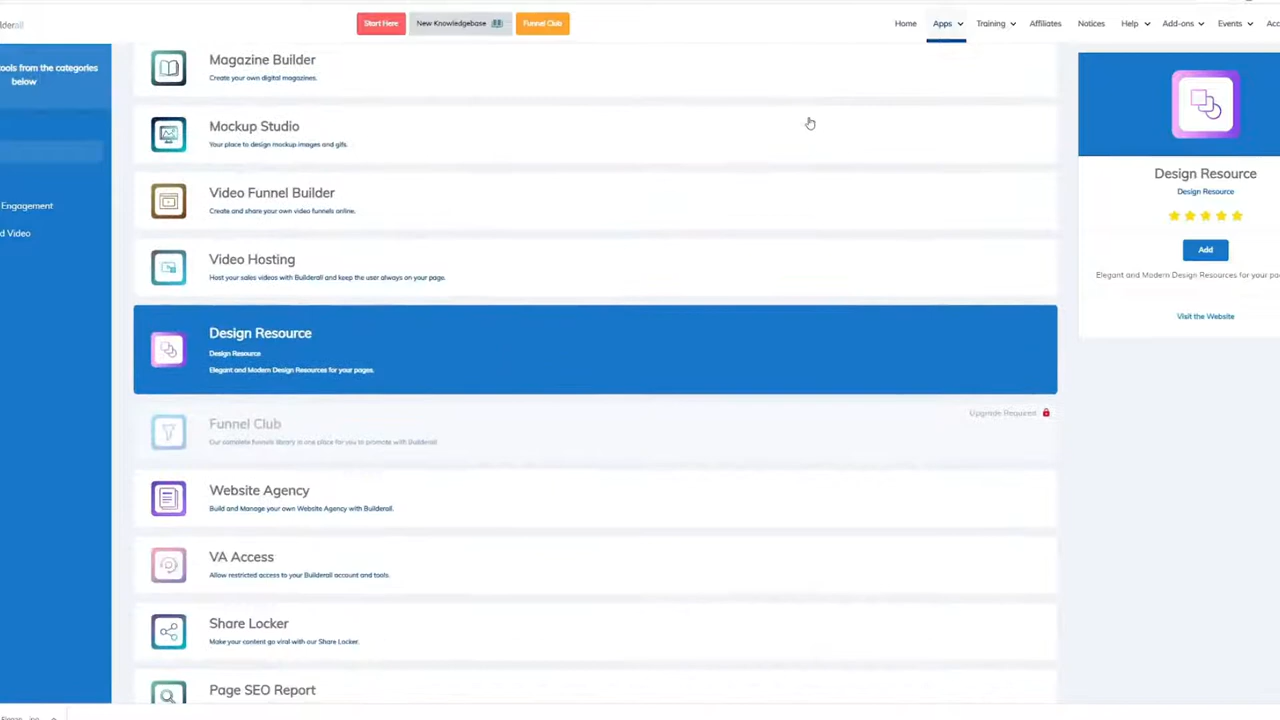 lderall
Start Here
New Knowledgebase
Funnel Club
Home
Apps
Training
Affiliates
Notices
Help
Add-ons
Events
Acc
tools from the categories
below
Engagement
d Video
Magazine Builder
Create your own digital magazines.
Mockup Studio
Your place to design mockup images and gifs.
Video Funnel Builder
Create and share your own video funnels online.
Video Hosting
Host your sales videos with Builderall and keep the user always on your page.
Design Resource
Design Resource
Elegant and Modern Design Resources for your pages.
Funnel Club
Our complete funnels library in one place for you to promote with Builderall.
Upgrade Required
Website Agency
Build and Manage your own Website Agency with Builderall.
VA Access
Allow restricted access to your Builderall account and tools.
Share Locker
Make your content go viral with our Share Locker.
Page SEO Report
Design Resource
Design Resource
Add
Elegant and Modern Design Resources for your pa
Visit the Website